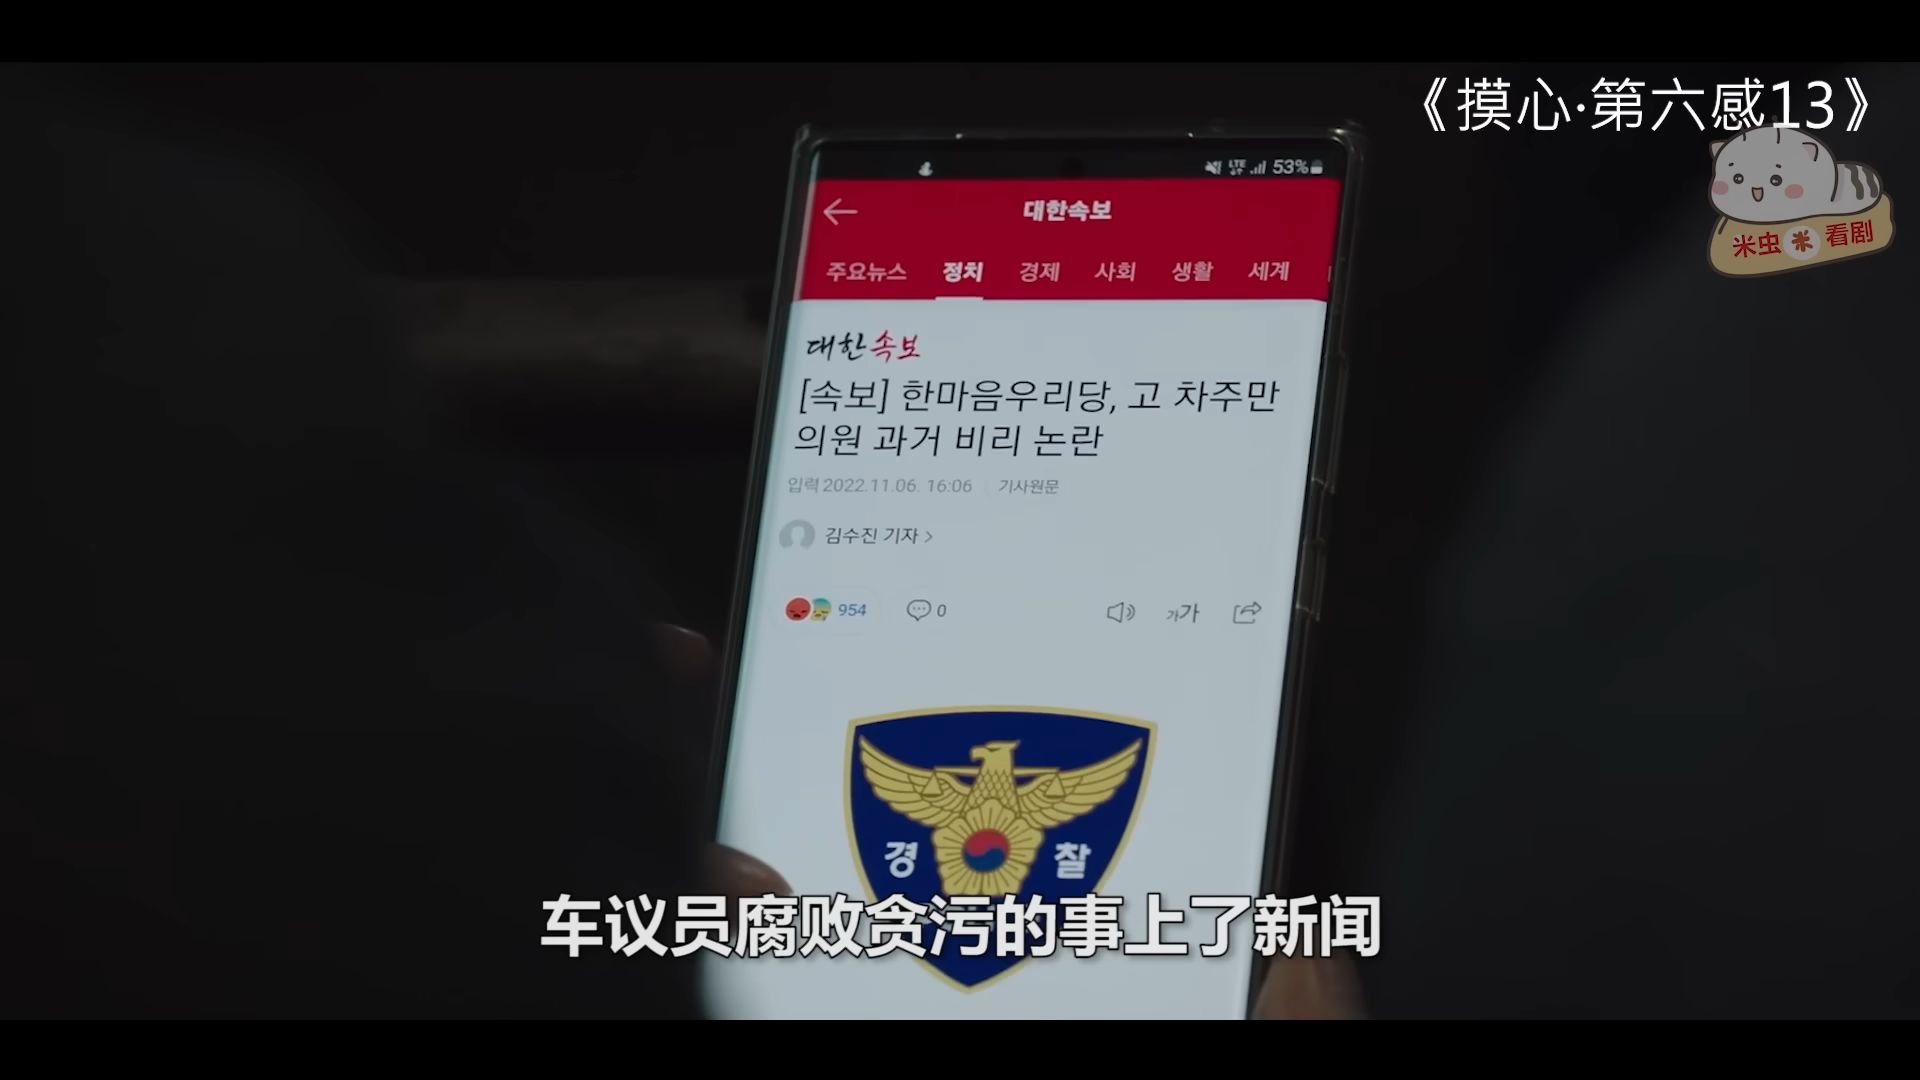 《摸心·第六感13》
米虫米看剧
LTE 53%
대한속보
주요뉴스 정치 경제 사회 생활 세계
대한속보
[속보] 한마음우리당, 고 차주만
의원 과거 비리 논란
입력 2022.11.06. 16:06 기사원문
김수진 기자 >
954 0 가가
경 찰
车议员腐败贪污的事上了新闻